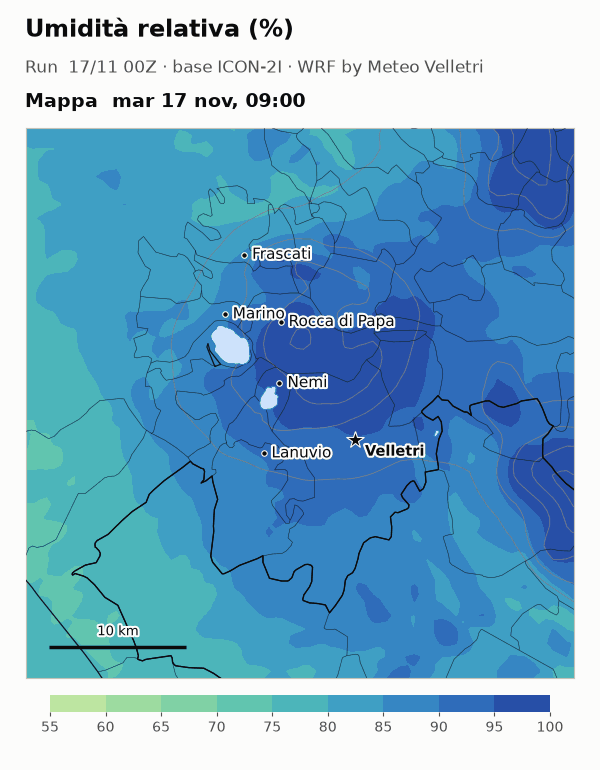 Umidità relativa (%)
Run  17/11 00Z · base ICON-2I · WRF by Meteo Velletri
Mappa  mar 17 nov, 09:00
Frascati
Marino
Rocca di Papa
Nemi
Velletri
Lanuvio
10 km
55 60 65 70 75 80 85 90 95 100